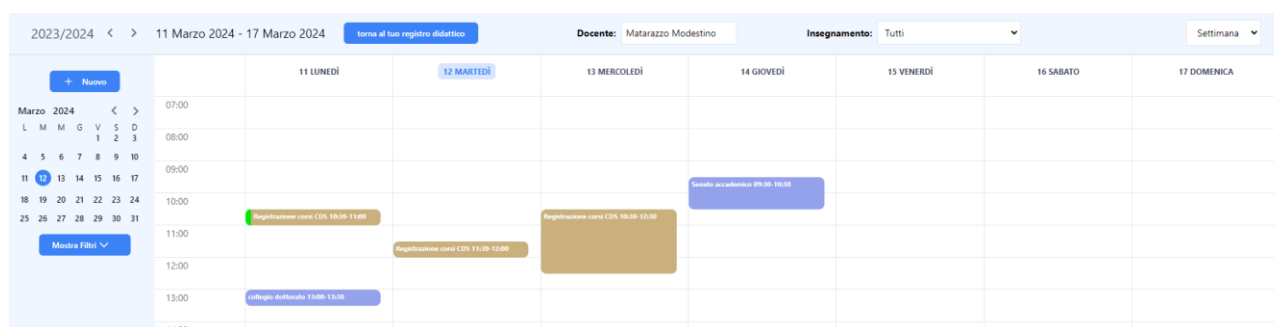 2023/2024 < > 11 Marzo 2024 - 17 Marzo 2024 torna al tuo registro didattico Docente: Matarazzo Modestino Insegnamento: Tutti Settimana
+ Nuovo
11 LUNEDÌ 12 MARTEDÌ 13 MERCOLEDÌ 14 GIOVEDÌ 15 VENERDÌ 16 SABATO 17 DOMENICA
Marzo 2024 < >
L M M G V S D
1 2 3
4 5 6 7 8 9 10
11 12 13 14 15 16 17
18 19 20 21 22 23 24
25 26 27 28 29 30 31
Mostra Filtri
07:00
08:00
09:00
Senato accademico 09:30-10:30
10:00
Registrazione corsi CDS 10:30-11:00
Registrazione corsi CDS 10:30-12:30
11:00
Registrazione corsi CDS 11:30-12:00
12:00
13:00
collegio dottorato 13:00-13:30